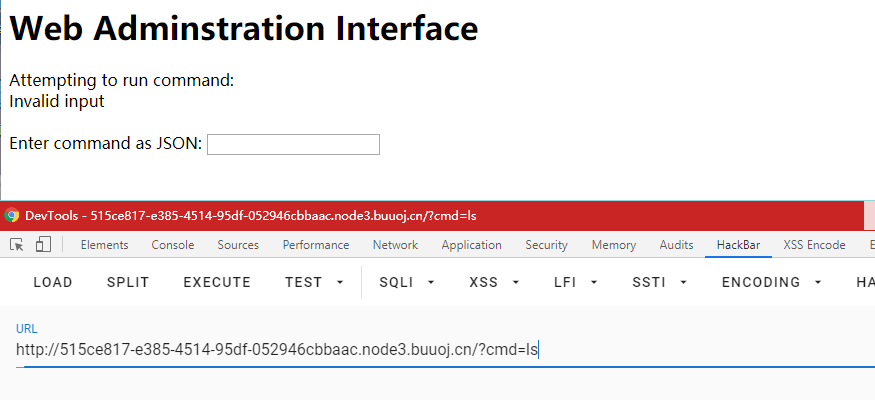 Web Adminstration Interface
Attempting to run command:
Invalid input
Enter command as JSON:
DevTools - 515ce817-e385-4514-95df-052946cbbaac.node3.buuoj.cn/?cmd=ls
Elements Console Sources Performance Network Application Security Memory Audits HackBar XSS Encode E
LOAD SPLIT EXECUTE TEST SQLI XSS LFI SSTI ENCODING HA
URL
http://515ce817-e385-4514-95df-052946cbbaac.node3.buuoj.cn/?cmd=ls